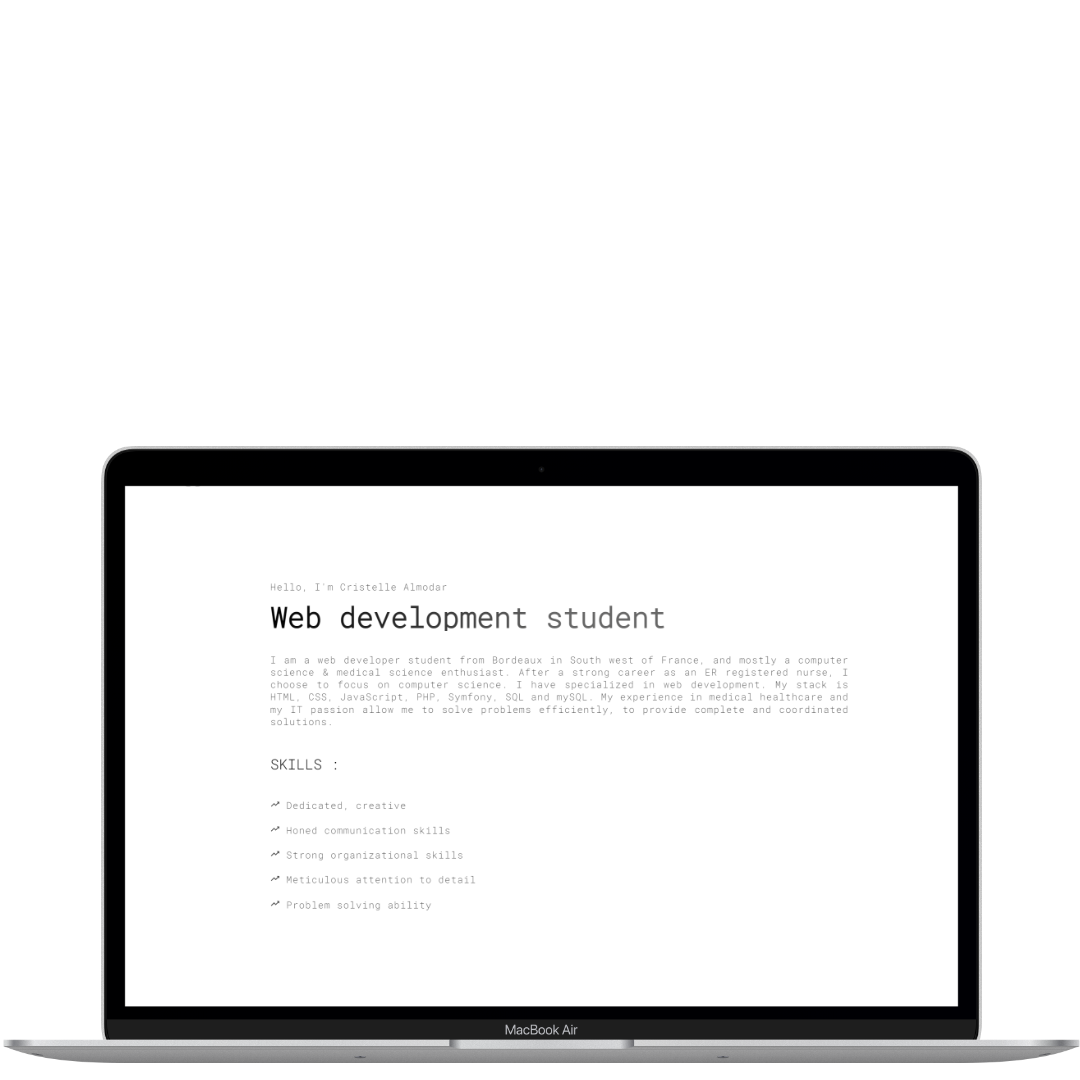 Hello, I'm Cristelle Almodar
Web development student
I am a web developer student from Bordeaux in South west of France, and mostly a computer
science & medical science enthusiast. After a strong career as an ER registered nurse, I
choose to focus on computer science. I have specialized in web development. My stack is
HTML, CSS, JavaScript, PHP, Symfony, SQL and mySQL. My experience in medical healthcare and
my IT passion allow me to solve problems efficiently, to provide complete and coordinated
solutions.
SKILLS :
Dedicated, creative
Honed communication skills
Strong organizational skills
Meticulous attention to detail
Problem solving ability
MacBook Air